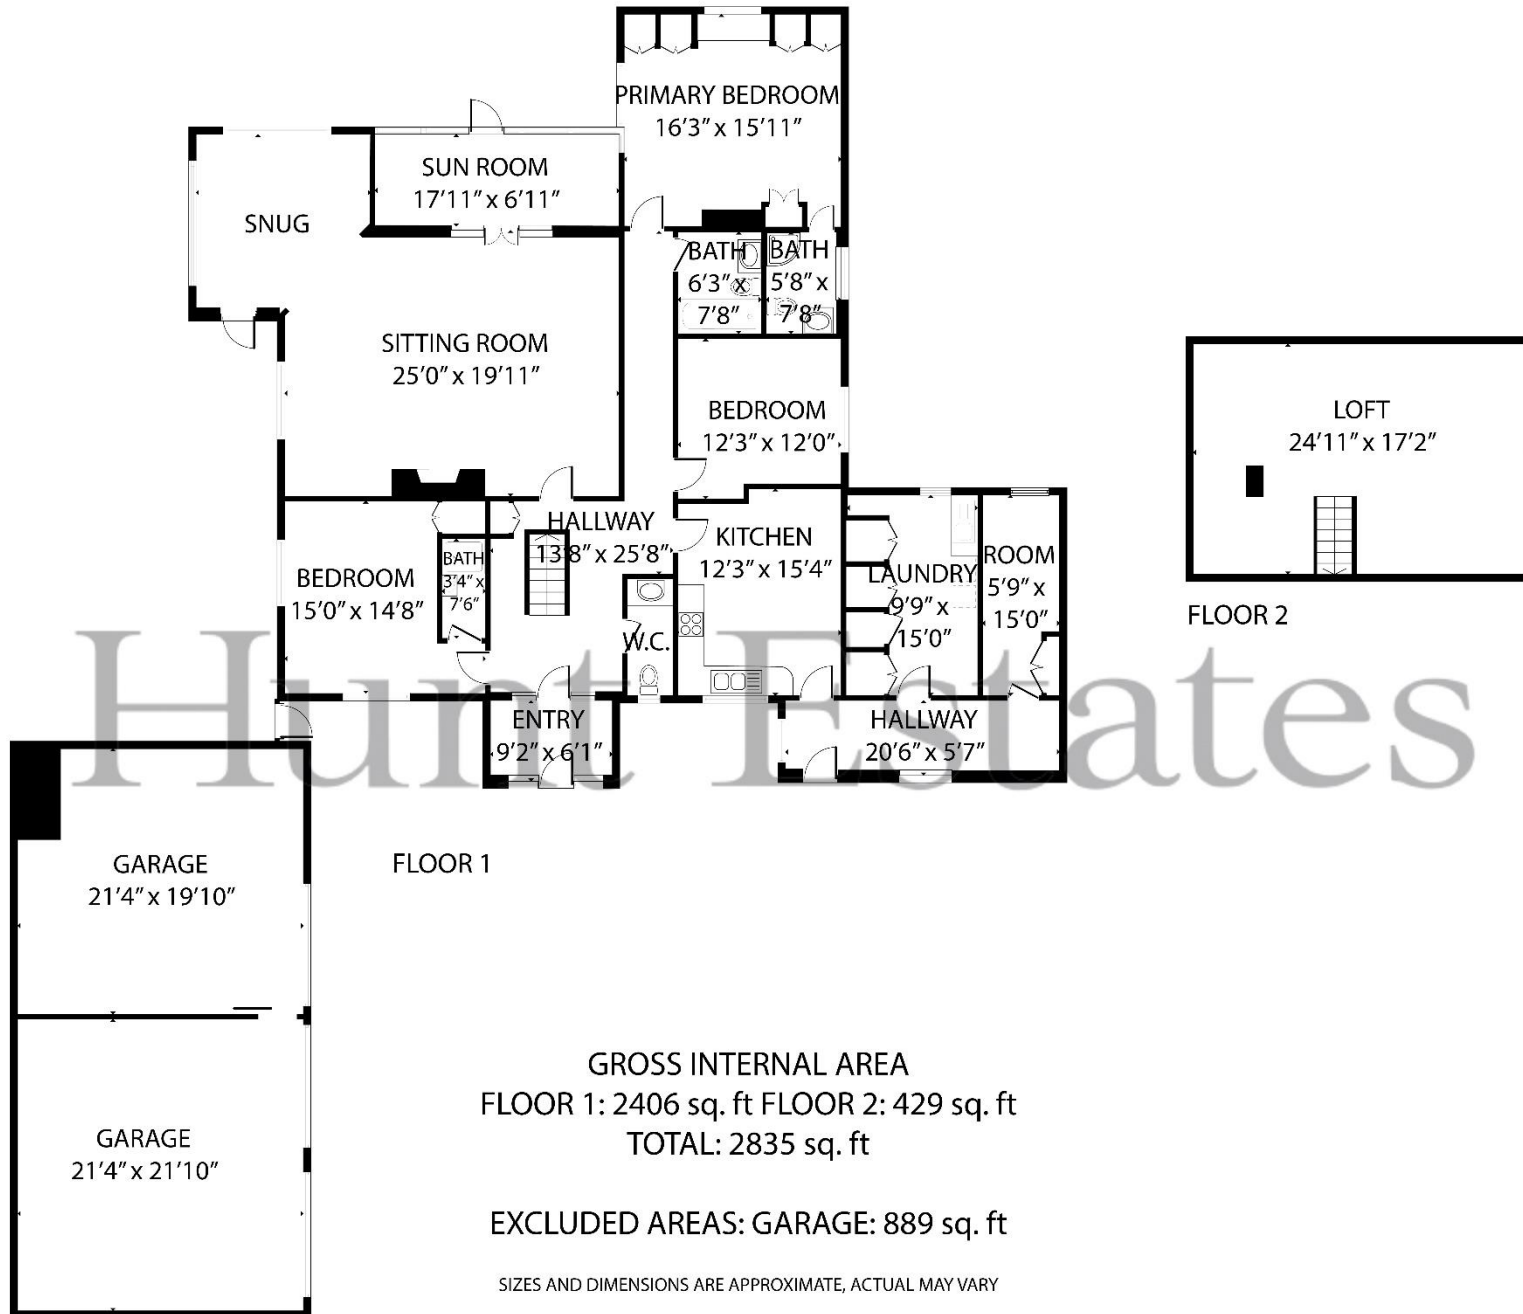 PRIMARY BEDROOM
16'3" x 15'11"
SUN ROOM
17'11" x 6'11"
SNUG
BATH
6'3" x
7'8"
BATH
5'8" x
7'8"
SITTING ROOM
25'0" x 19'11"
BEDROOM
12'3" x 12'0"
LOFT
24'11" x 17'2"
HALLWAY
13'8" x 25'8"
KITCHEN
12'3" x 15'4"
BATH
3'4" x
7'6"
BEDROOM
15'0" x 14'8"
LAUNDRY
9'9" x
15'0"
ROOM
5'9" x
15'0"
FLOOR 2
W.C.
Hunt Estates
ENTRY
9'2" x 6'1"
HALLWAY
20'6" x 5'7"
GARAGE
21'4" x 19'10"
FLOOR 1
GARAGE
21'4" x 21'10"
GROSS INTERNAL AREA
FLOOR 1: 2406 sq. ft FLOOR 2: 429 sq. ft
TOTAL: 2835 sq. ft
EXCLUDED AREAS: GARAGE: 889 sq. ft
SIZES AND DIMENSIONS ARE APPROXIMATE, ACTUAL MAY VARY